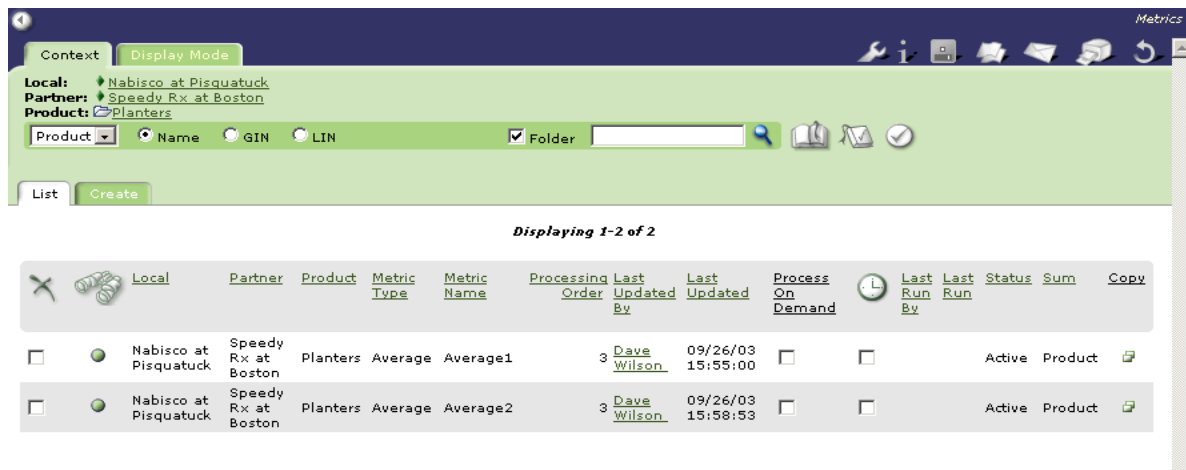 Metrics
Context Display Mode
Local: Nabisco at Pisquatuck
Partner: Speedy Rx at Boston
Product: Planters
Product Name GIN LIN Folder
List Create
Displaying 1-2 of 2
Local Partner Product Metric Type Metric Name Processing Order Last Updated By Last Updated Process On Demand Last Run By Last Run Status Sum Copy
Nabisco at Pisquatuck Speedy Rx at Boston Planters Average Average1 3 Dave Wilson 09/26/03 15:55:00 Active Product
Nabisco at Pisquatuck Speedy Rx at Boston Planters Average Average2 3 Dave Wilson 09/26/03 15:58:53 Active Product